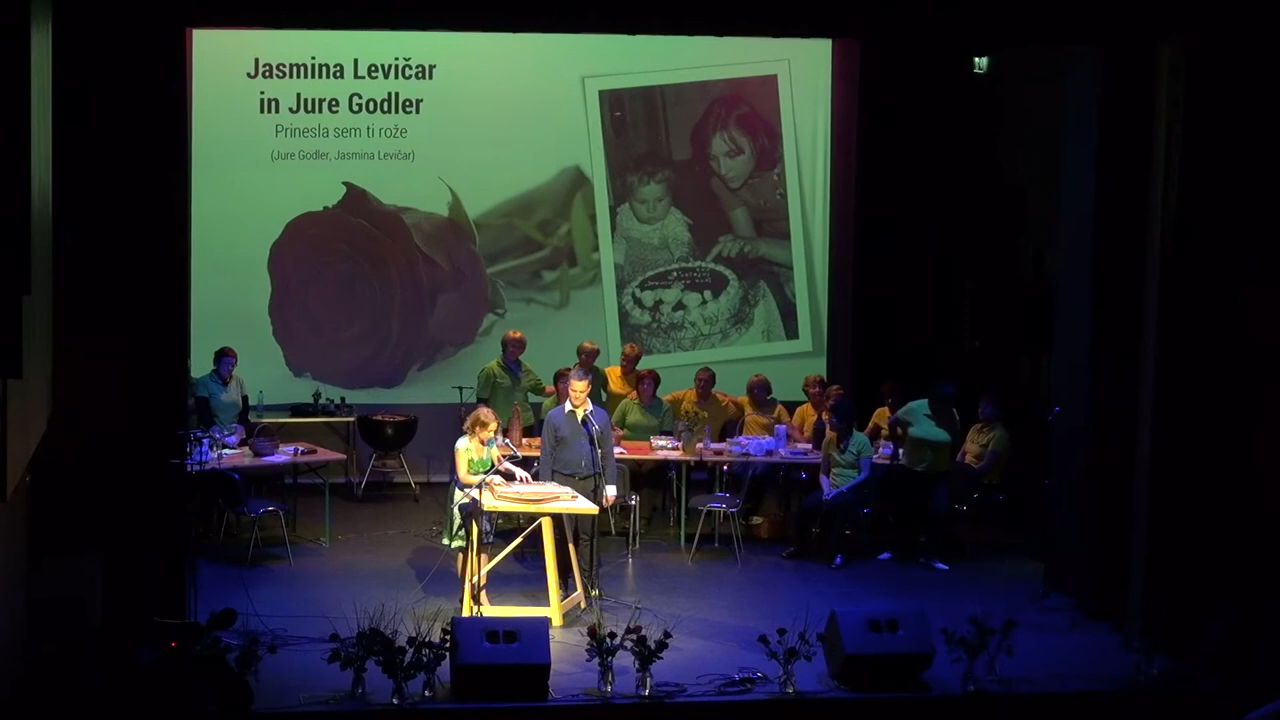 Jasmina Levičar
in Jure Godler
Prinesla sem ti rože
(Jure Godler, Jasmina Levičar)